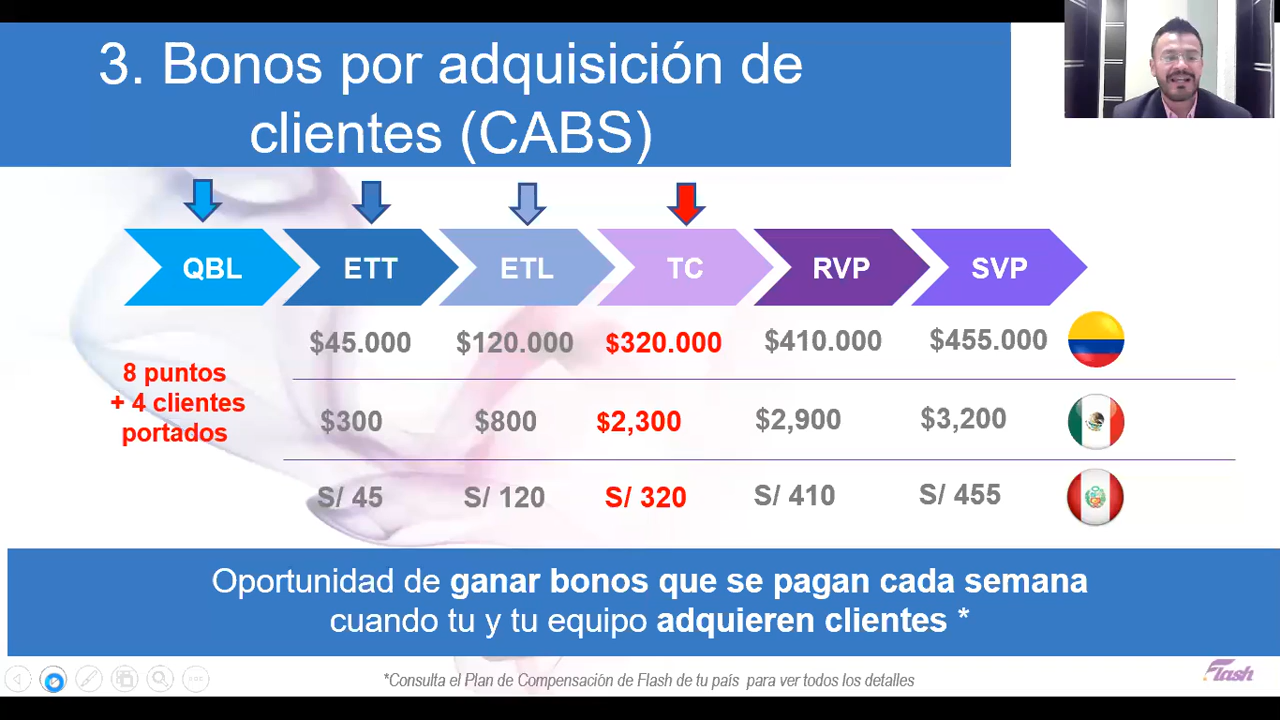 3. Bonos por adquisición de
clientes (CABS)
QBL ETT ETL TC RVP SVP
$45.000 $120.000 $320.000 $410.000 $455.000
8 puntos
+ 4 clientes
portados
$300 $800 $2,300 $2,900 $3,200
S/ 45 S/ 120 S/ 320 S/ 410 S/ 455
Oportunidad de ganar bonos que se pagan cada semana
cuando tu y tu equipo adquieren clientes *
*Consulta el Plan de Compensación de Flash de tu país para ver todos los detalles
Flash